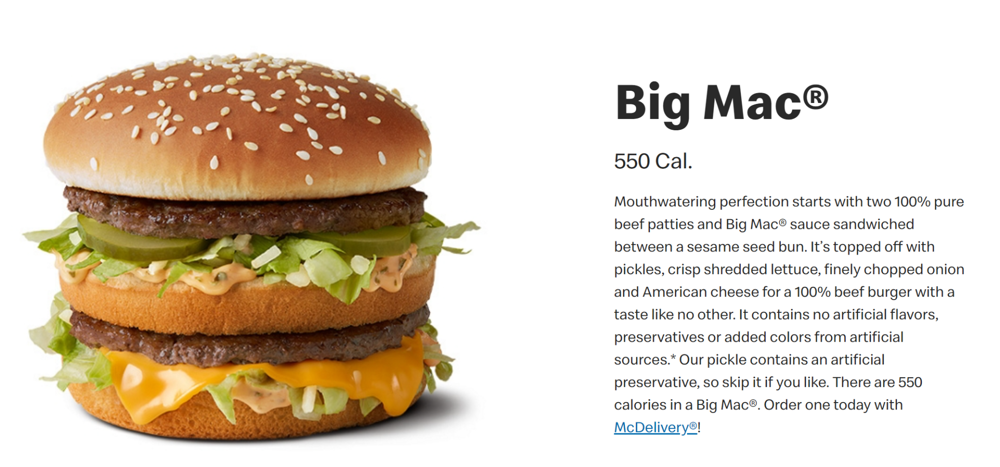 Big Mac®
550 Cal.
Mouthwatering perfection starts with two 100% pure
beef patties and Big Mac® sauce sandwiched
between a sesame seed bun. It’s topped off with
pickles, crisp shredded lettuce, finely chopped onion
and American cheese for a 100% beef burger with a
taste like no other. It contains no artificial flavors,
preservatives or added colors from artificial
sources.* Our pickle contains an artificial
preservative, so skip it if you like. There are 550
calories in a Big Mac®. Order one today with
McDelivery®!